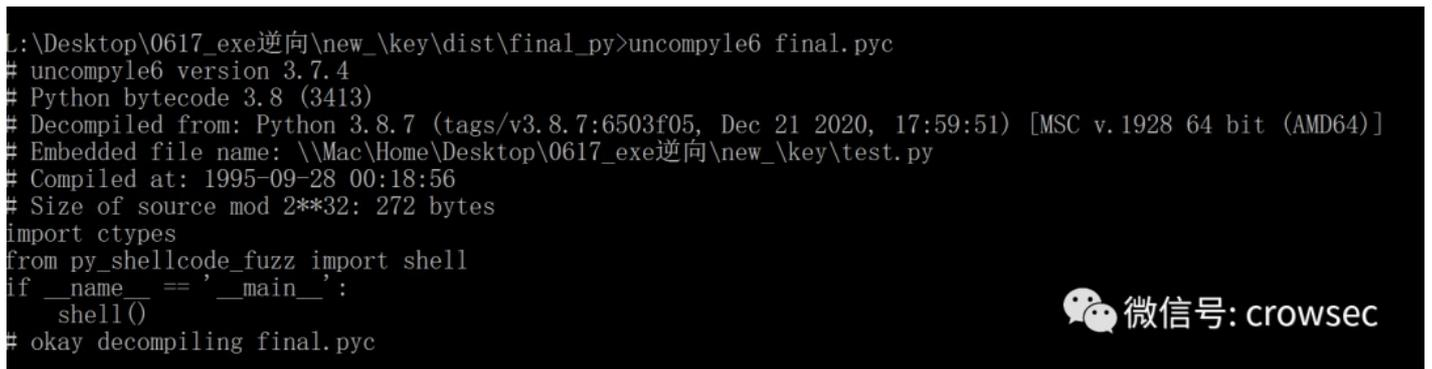 L:\Desktop\0617_exe逆向\new_\key\dist\final_py>uncompyle6 final.pyc
# uncompyle6 version 3.7.4
# Python bytecode 3.8 (3413)
# Decompiled from: Python 3.8.7 (tags/v3.8.7:6503f05, Dec 21 2020, 17:59:51) [MSC v.1928 64 bit (AMD64)]
# Embedded file name: \\Mac\Home\Desktop\0617_exe逆向\new_\key\test.py
# Compiled at: 1995-09-28 00:18:56
# Size of source mod 2**32: 272 bytes
import ctypes
from py_shellcode_fuzz import shell
if __name__ == '__main__':
    shell()
# okay decompiling final.pyc
微信号: crowsec